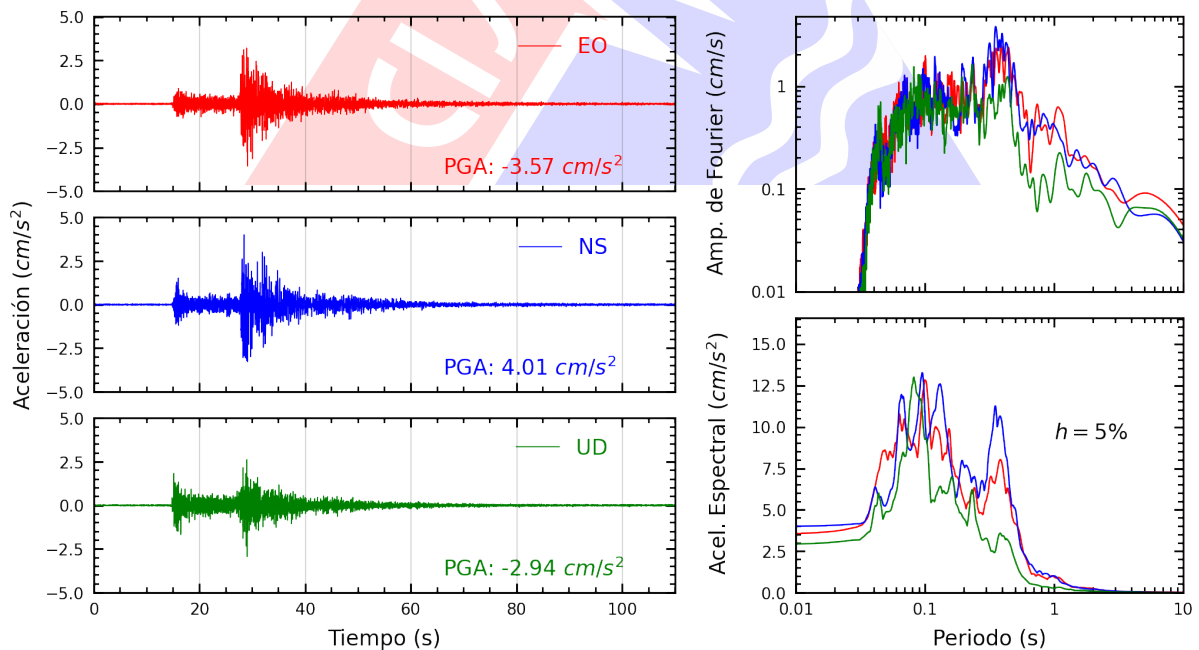 Aceleración (cm/s²)
5.0
2.5
0.0
−2.5
−5.0
EO
PGA: -3.57 cm/s²
5.0
2.5
0.0
−2.5
−5.0
NS
PGA: 4.01 cm/s²
5.0
2.5
0.0
−2.5
−5.0
UD
PGA: -2.94 cm/s²
0 20 40 60 80 100
Tiempo (s)
Amp. de Fourier (cm/s)
1
0.1
0.01
Acel. Espectral (cm/s²)
15.0
12.5
10.0
7.5
5.0
2.5
0.0
h = 5%
0.01 0.1 1 10
Periodo (s)